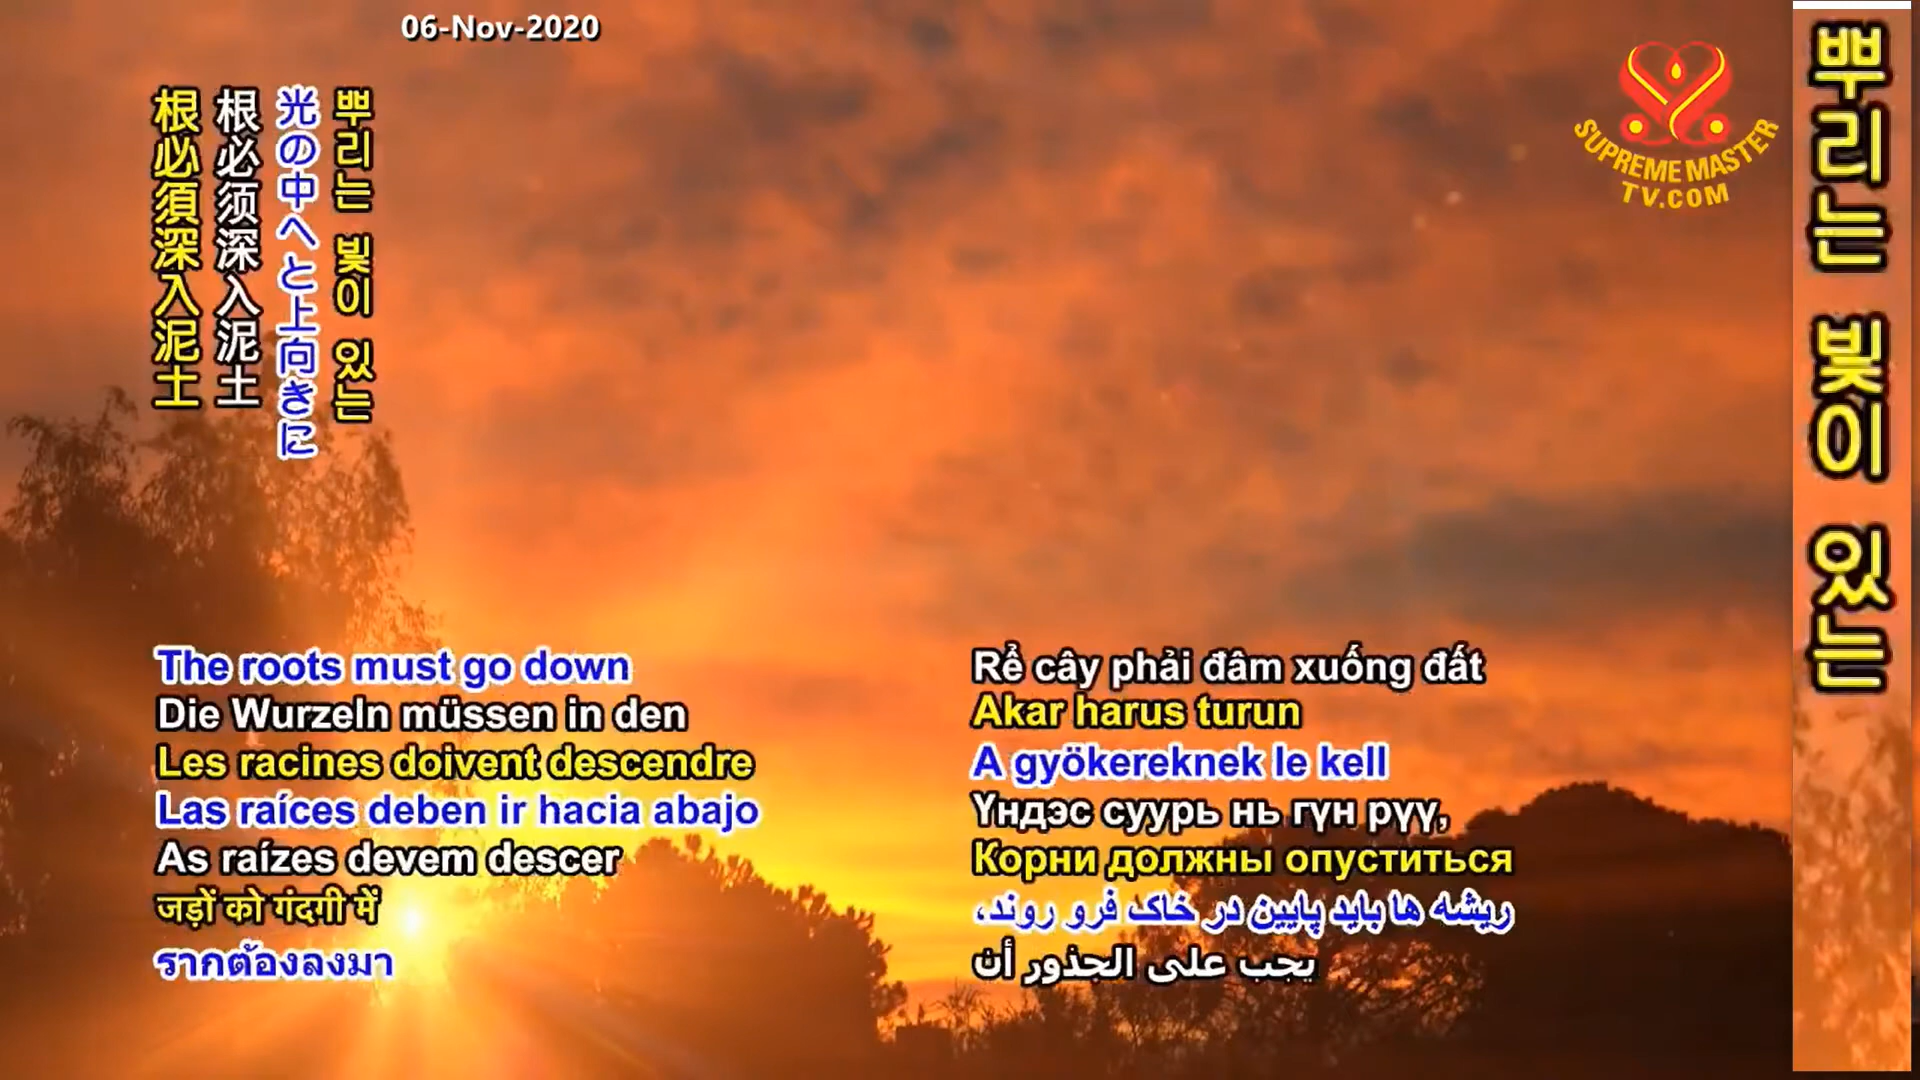 06-Nov-2020
SUPREME MASTER
TV.COM
뿌리는 빛이 있는
光の中へと上向きに
根必须深入泥土
根必須深入泥土
뿌리는 빛이 있는
The roots must go down
Die Wurzeln müssen in den
Les racines doivent descendre
Las raíces deben ir hacia abajo
As raízes devem descer
जड़ों को गंदगी में
รากต้องลงมา
Rể cây phải đâm xuống đất
Akar harus turun
A gyökereknek le kell
Үндэс суурь нь гүн рүү,
Корни должны опуститься
ریشه ها باید پایین در خاک فرو روند،
يجب على الجذور أن